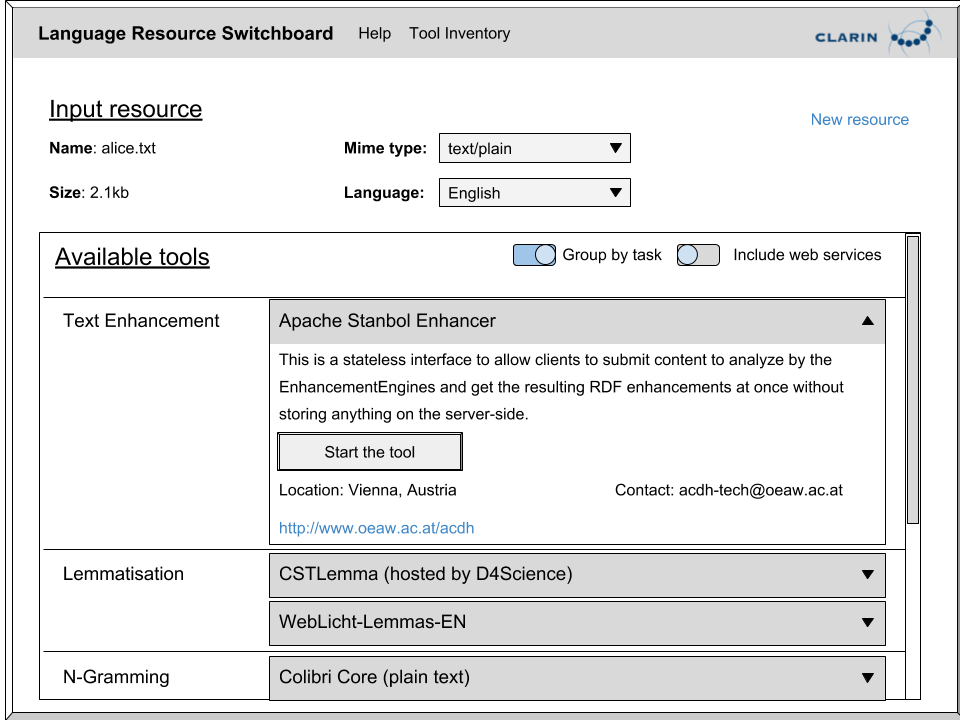 Language Resource Switchboard Help Tool Inventory CLARIN
Input resource
New resource
Name: alice.txt Mime type: text/plain
Size: 2.1kb Language: English
Available tools Group by task Include web services
Text Enhancement Apache Stanbol Enhancer
This is a stateless interface to allow clients to submit content to analyze by the
EnhancementEngines and get the resulting RDF enhancements at once without
storing anything on the server-side.
Start the tool
Location: Vienna, Austria Contact: acdh-tech@oeaw.ac.at
http://www.oeaw.ac.at/acdh
Lemmatisation CSTLemma (hosted by D4Science)
WebLicht-Lemmas-EN
N-Gramming Colibri Core (plain text)